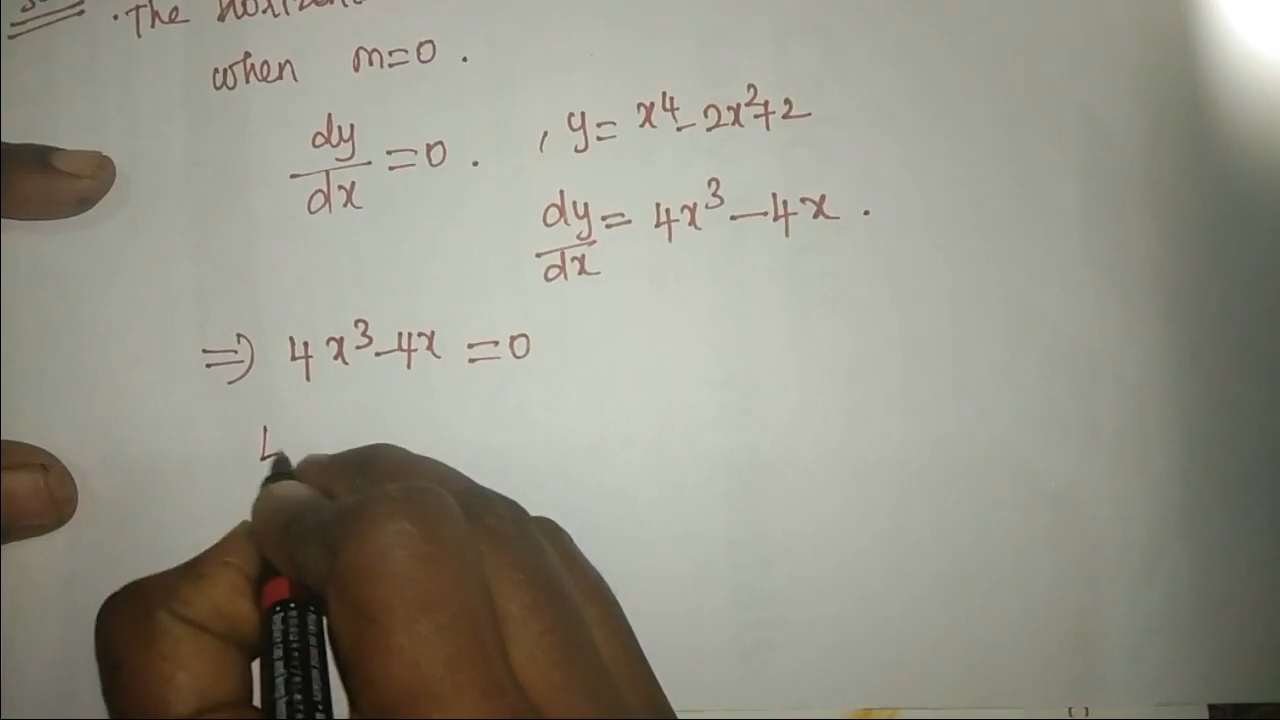 . The
when m=0 .
dy/dx =0 . , y= x⁴-2x²+2
dy/dx = 4x³-4x .
=> 4x³-4x =0